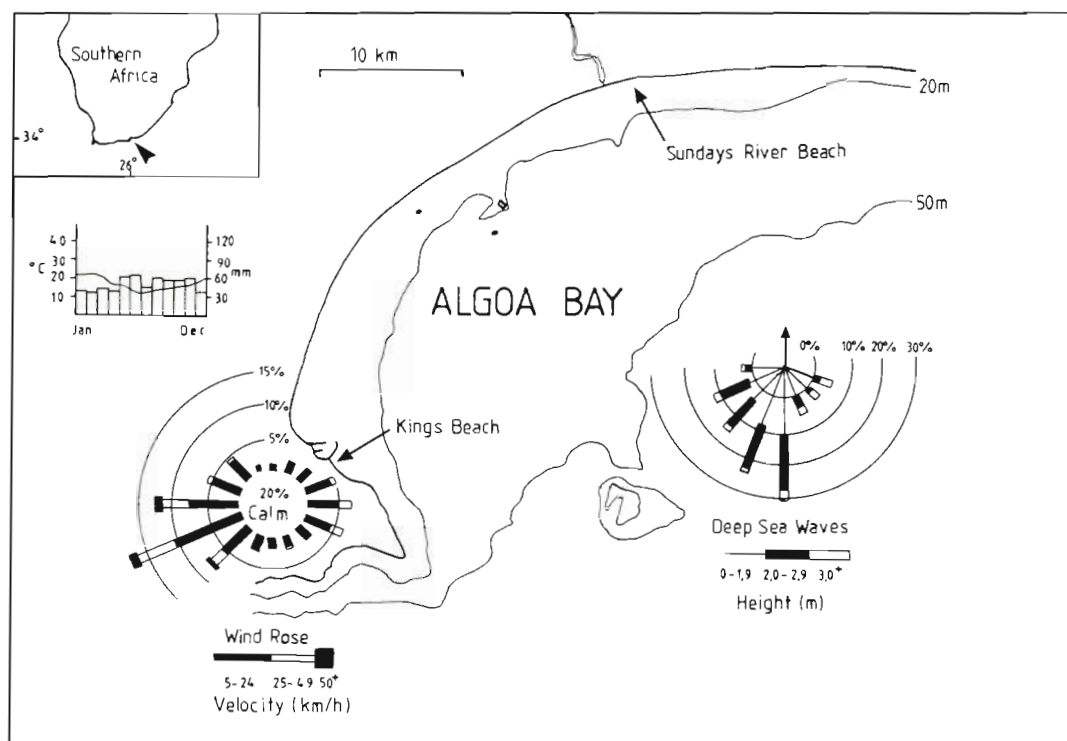 Southern
Africa
34°
26°
10 km
20m
Sundays River Beach
50m
°C
40
30
20
10
120
90
60
30
mm
Jan
Dec
ALGOA BAY
15%
10%
5%
20%
Calm
Kings Beach
0%
10%
20%
30%
Deep Sea Waves
0-1,9 2,0-2,9 3,0+
Height (m)
Wind Rose
5-24 25-49 50+
Velocity (km/h)